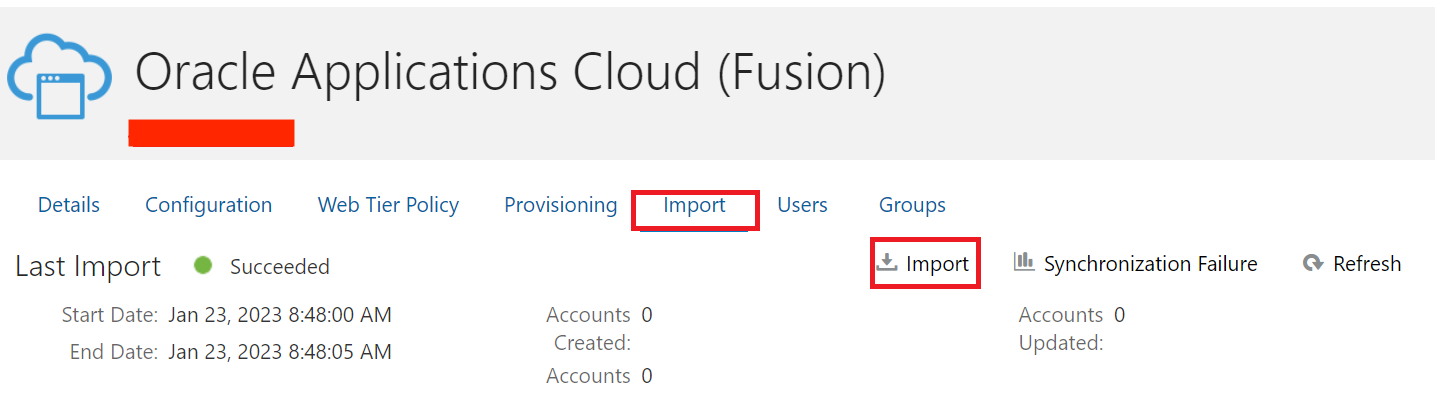 Oracle Applications Cloud (Fusion)
Details Configuration Web Tier Policy Provisioning Import Users Groups
Last Import Succeeded Import Synchronization Failure Refresh
Start Date: Jan 23, 2023 8:48:00 AM Accounts 0 Accounts 0
Created: Updated:
End Date: Jan 23, 2023 8:48:05 AM
Accounts 0